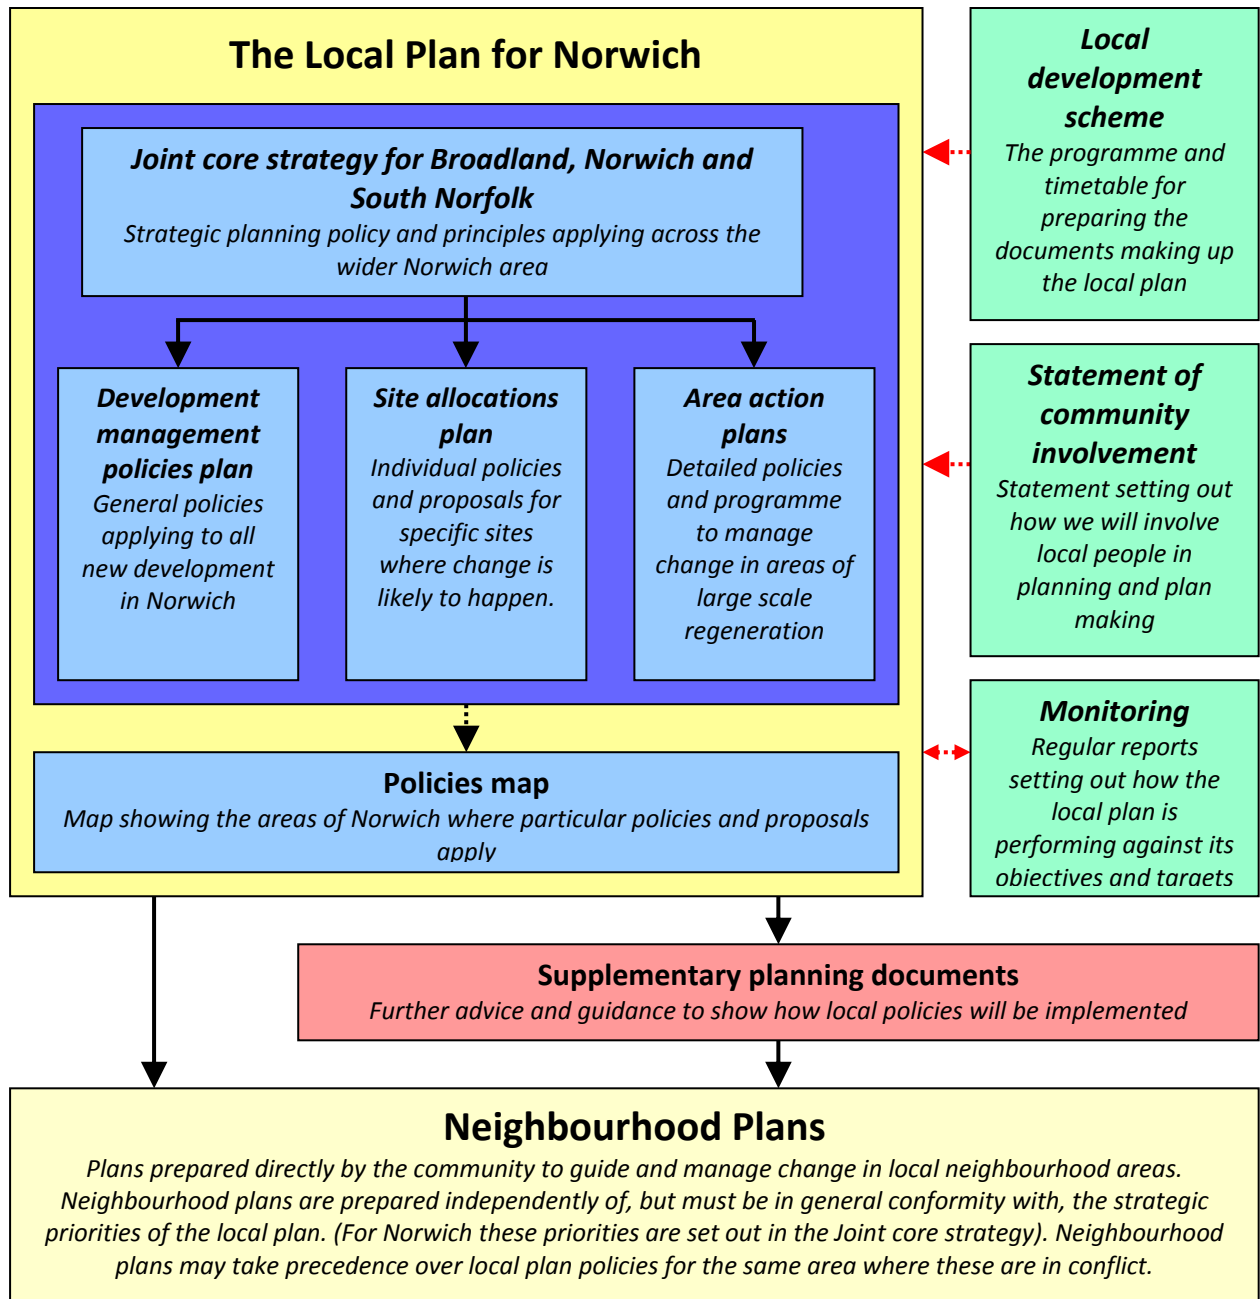 The Local Plan for Norwich
Joint core strategy for Broadland, Norwich and
South Norfolk
Strategic planning policy and principles applying across the
wider Norwich area
Development
management
policies plan
General policies
applying to all
new development
in Norwich
Site allocations
plan
Individual policies
and proposals for
specific sites
where change is
likely to happen.
Area action
plans
Detailed policies
and programme
to manage
change in areas of
large scale
regeneration
Policies map
Map showing the areas of Norwich where particular policies and proposals
apply
Local
development
scheme
The programme and
timetable for
preparing the
documents making up
the local plan
Statement of
community
involvement
Statement setting out
how we will involve
local people in
planning and plan
making
Monitoring
Regular reports
setting out how the
local plan is
performing against its
objectives and targets
Supplementary planning documents
Further advice and guidance to show how local policies will be implemented
Neighbourhood Plans
Plans prepared directly by the community to guide and manage change in local neighbourhood areas.
Neighbourhood plans are prepared independently of, but must be in general conformity with, the strategic
priorities of the local plan. (For Norwich these priorities are set out in the Joint core strategy). Neighbourhood
plans may take precedence over local plan policies for the same area where these are in conflict.